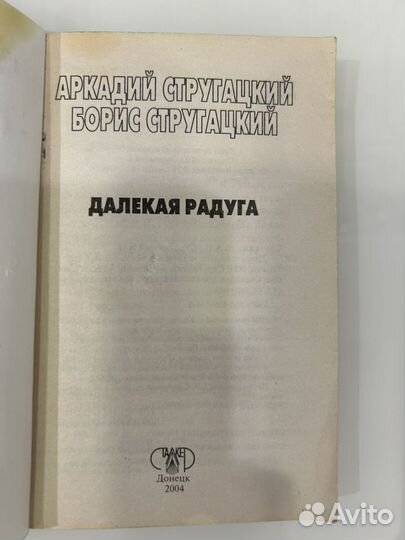 АРКАДИЙ СТРУГАЦКИЙ
БОРИС СТРУГАЦКИЙ
ДАЛЕКАЯ РАДУГА
СТАЛКЕР
Донецк
2004
Avito